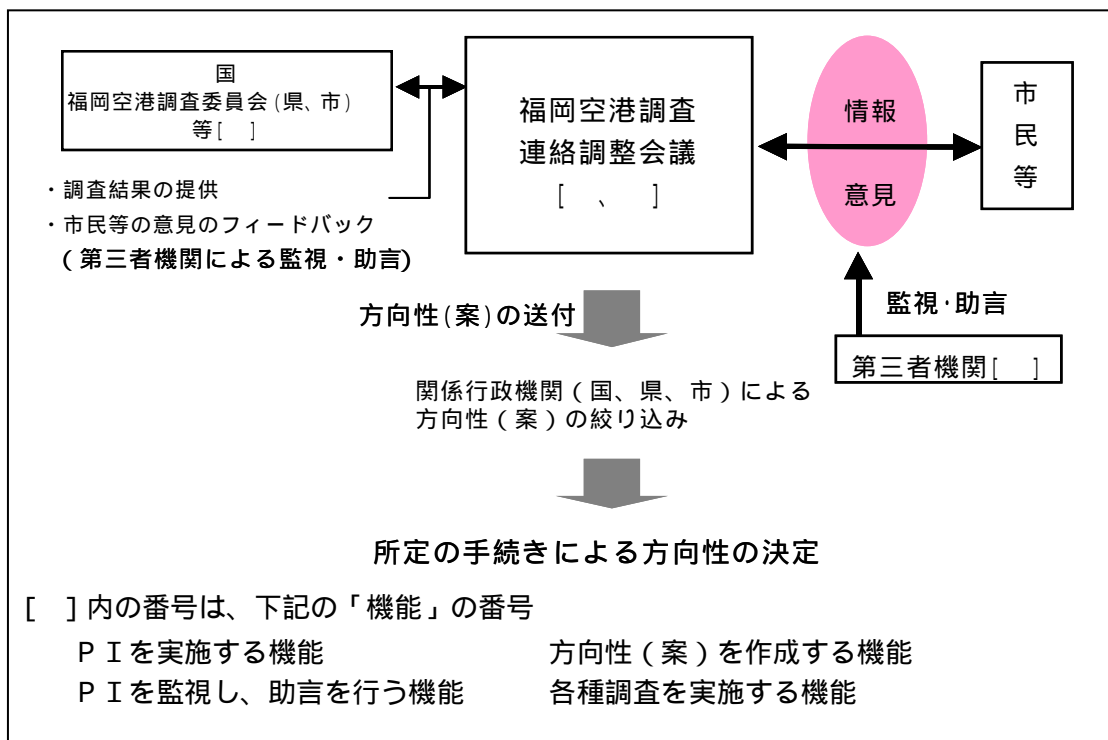 国
福岡空港調査委員会(県、市)
等[　]
・調査結果の提供
・市民等の意見のフィードバック
(第三者機関による監視・助言)
福岡空港調査
連絡調整会議
[　、　]
情報
意見
市
民
等
監視・助言
第三者機関[　]
方向性(案)の送付
関係行政機関(国、県、市)による
方向性(案)の絞り込み
所定の手続きによる方向性の決定
[　]内の番号は、下記の「機能」の番号
ＰＩを実施する機能　　方向性(案)を作成する機能
ＰＩを監視し、助言を行う機能　　各種調査を実施する機能